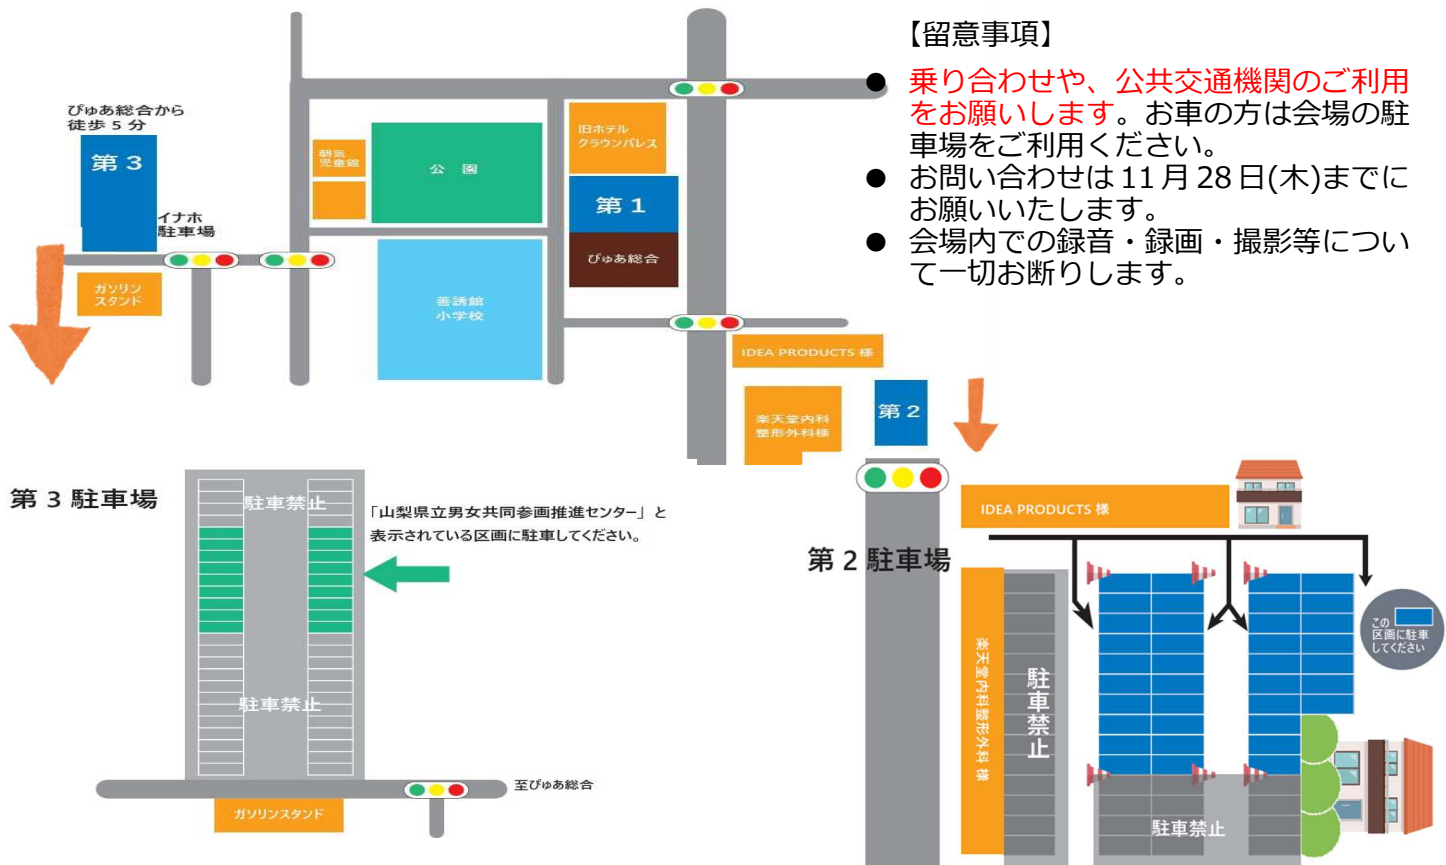 【留意事項】
● 乗り合わせや、公共交通機関のご利用
をお願いします。お車の方は会場の駐
車場をご利用ください。
● お問い合わせは11月28日(木)までに
お願いいたします。
● 会場内での録音・録画・撮影等につい
て一切お断りします。
ぴゅあ総合から
徒歩5分
第3
イナホ
駐車場
ガソリン
スタンド
朝気
児童館
公 園
旧ホテル
クラウンパレス
第1
ぴゅあ総合
善誘館
小学校
IDEA PRODUCTS 様
楽天堂内科
整形外科様
第2
第3駐車場
駐車禁止
「山梨県立男女共同参画推進センター」と
表示されている区画に駐車してください。
駐車禁止
至ぴゅあ総合
ガソリンスタンド
第2駐車場
IDEA PRODUCTS 様
楽天堂内科整形外科 様
駐車禁止
この
区画に駐車
してください
駐車禁止